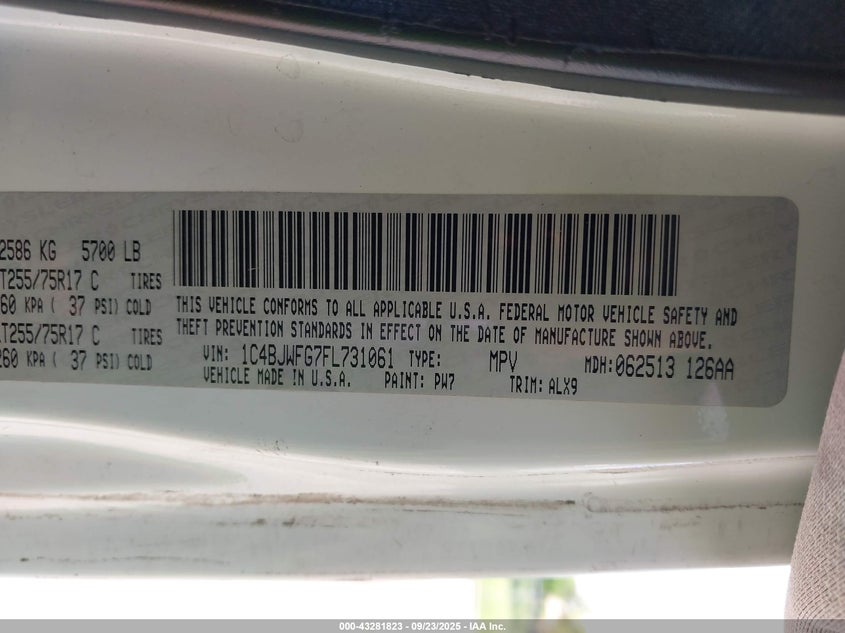 2586 KG 5700 LB
T255/75R17 C TIRES
60 KPA ( 37 PSI) COLD
T255/75R17 C TIRES
260 KPA ( 37 PSI) COLD
THIS VEHICLE CONFORMS TO ALL APPLICABLE U.S.A. FEDERAL MOTOR VEHICLE SAFETY AND
THEFT PREVENTION STANDARDS IN EFFECT ON THE DATE OF MANUFACTURE SHOWN ABOVE.
VIN: 1C4BJWFG7FL731061 TYPE: MPV MDH: 062513 126AA
VEHICLE MADE IN U.S.A. PAINT: PW7 TRIM: ALX9
000-43281823 - 09/23/2025 - IAA Inc.